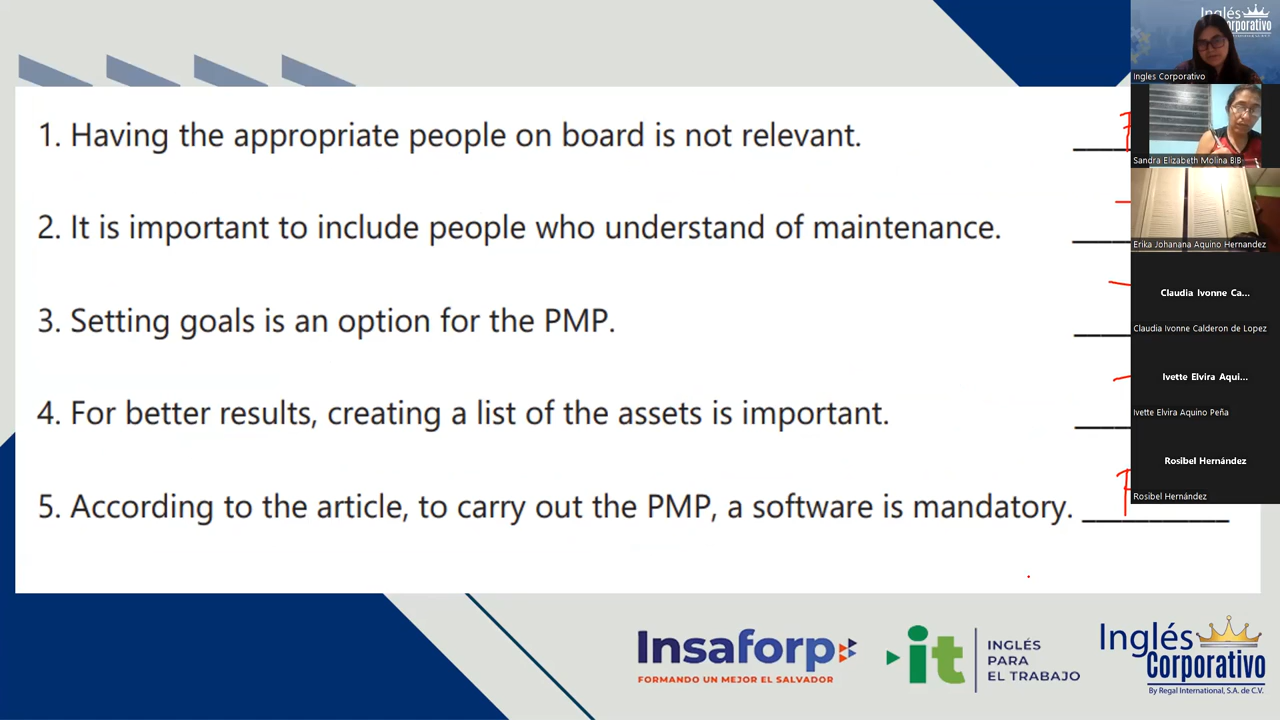 1. Having the appropriate people on board is not relevant.
2. It is important to include people who understand of maintenance.
3. Setting goals is an option for the PMP.
4. For better results, creating a list of the assets is important.
5. According to the article, to carry out the PMP, a software is mandatory.
Inglés
Corporativo
Ingles Corporativo
Sandra Elizabeth Molina BIB
Erika Johanana Aquino Hernandez
Claudia Ivonne Ca...
Claudia Ivonne Calderon de Lopez
Ivette Elvira Aqui...
Ivette Elvira Aquino Peña
Rosibel Hernández
Rosibel Hernández
Insaforp
FORMANDO UN MEJOR EL SALVADOR
it
INGLÉS
PARA
EL TRABAJO
Inglés
Corporativo
By Regal International, S.A. de C.V.